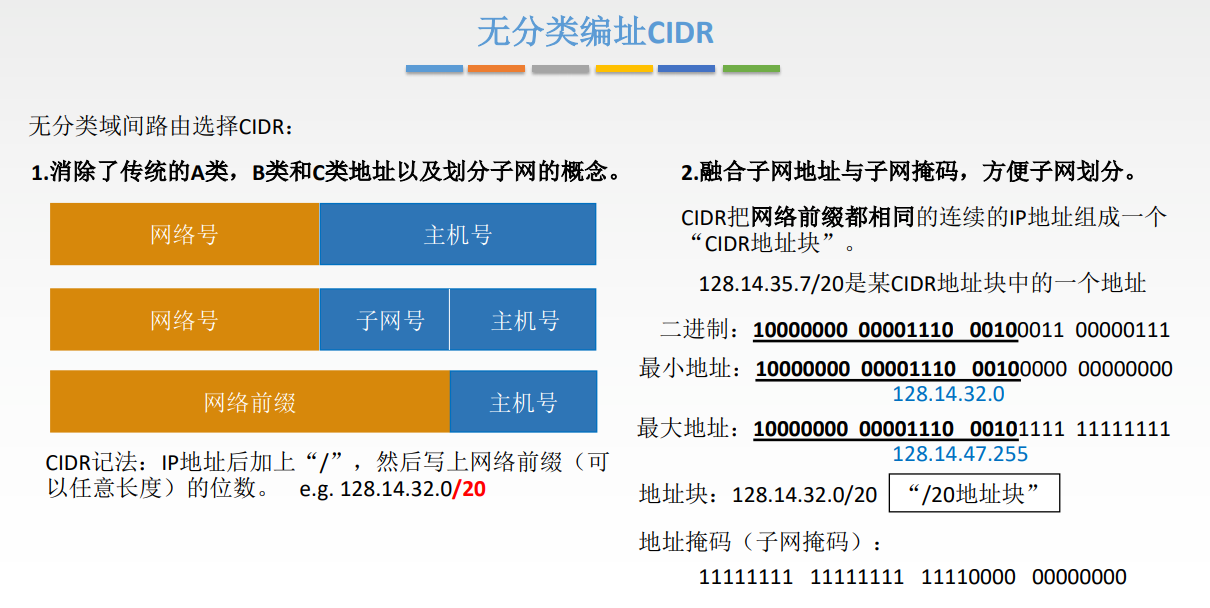 无分类编址CIDR
无分类域间路由选择CIDR：
1.消除了传统的A类，B类和C类地址以及划分子网的概念。
网络号 主机号
网络号 子网号 主机号
网络前缀 主机号
CIDR记法：IP地址后加上“/”，然后写上网络前缀（可
以任意长度）的位数。 e.g. 128.14.32.0/20
2.融合子网地址与子网掩码，方便子网划分。
CIDR把网络前缀都相同的连续的IP地址组成一个
“CIDR地址块”。
128.14.35.7/20是某CIDR地址块中的一个地址
二进制：10000000 00001110 00100011 00000111
最小地址：10000000 00001110 00100000 00000000
128.14.32.0
最大地址：10000000 00001110 00101111 11111111
128.14.47.255
地址块：128.14.32.0/20 “/20地址块”
地址掩码（子网掩码）：
11111111 11111111 11110000 00000000